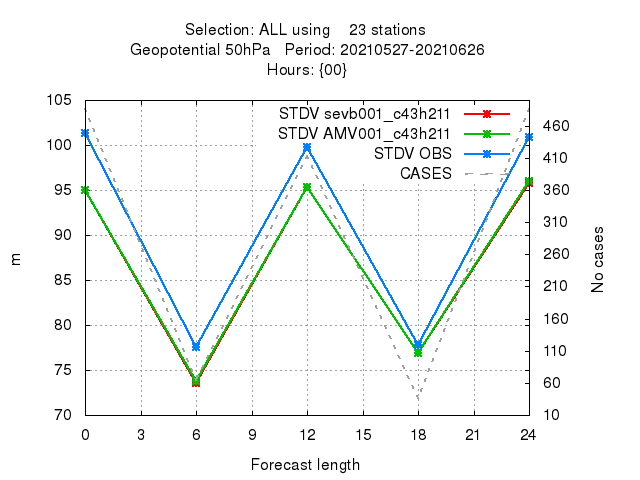 Selection: ALL using    23 stations
Geopotential 50hPa   Period: 20210527-20210626
Hours: {00}
STDV sevb001_c43h211
STDV AMV001_c43h211
STDV OBS
CASES
105
100
95
90
85
80
75
70
m
460
410
360
310
260
210
160
110
60
10
No cases
0 3 6 9 12 15 18 21 24
Forecast length